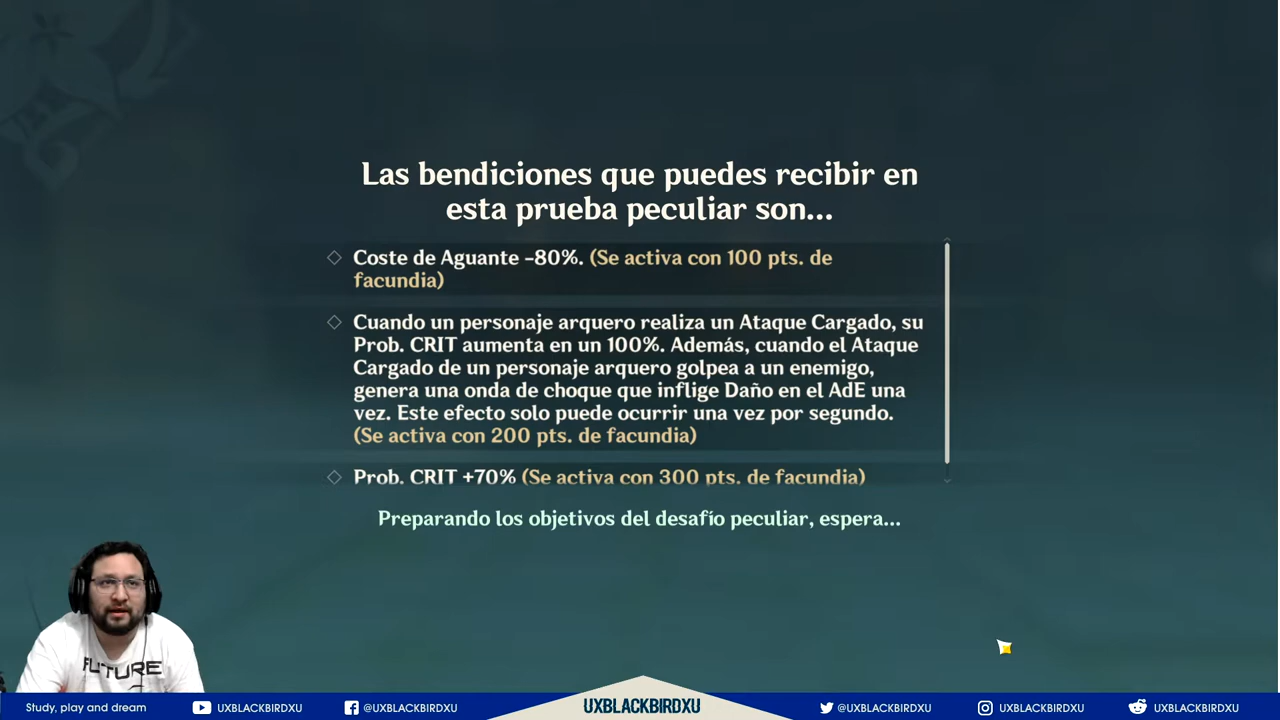 Las bendiciones que puedes recibir en
esta prueba peculiar son...
Coste de Aguante -80%. (Se activa con 100 pts. de
facundia)
Cuando un personaje arquero realiza un Ataque Cargado, su
Prob. CRIT aumenta en un 100%. Además, cuando el Ataque
Cargado de un personaje arquero golpea a un enemigo,
genera una onda de choque que inflige Daño en el AdE una
vez. Este efecto solo puede ocurrir una vez por segundo.
(Se activa con 200 pts. de facundia)
Prob. CRIT +70% (Se activa con 300 pts. de facundia)
Preparando los objetivos del desafío peculiar, espera...
FUTURE
Study, play and dream
UXBLACKBIRDXU
@UXBLACKBIRDXU
UXBLACKBIRDXU
@UXBLACKBIRDXU
UXBLACKBIRDXU
UXBLACKBIRDXU